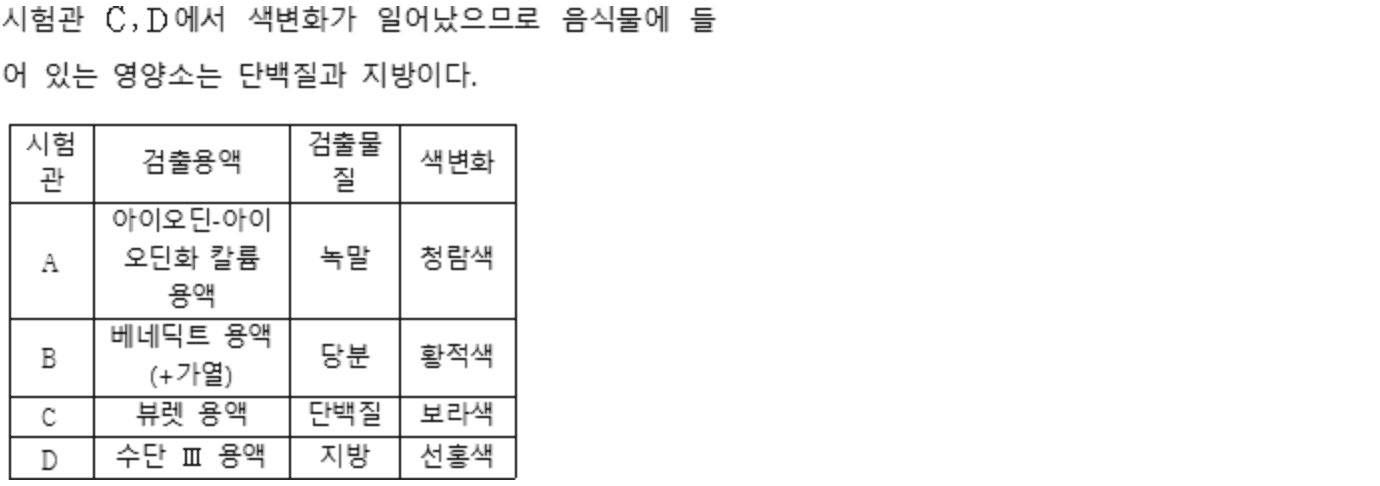 시험관 C,D에서 색변화가 일어났으므로 음식물에 들
어 있는 영양소는 단백질과 지방이다.
시험
관
검출용액
검출물
질
색변화
A
아이오딘-아이
오딘화 칼륨
용액
녹말
청람색
B
베네딕트 용액
(+가열)
당분
황적색
C
뷰렛 용액
단백질
보라색
D
수단 Ⅲ 용액
지방
선홍색